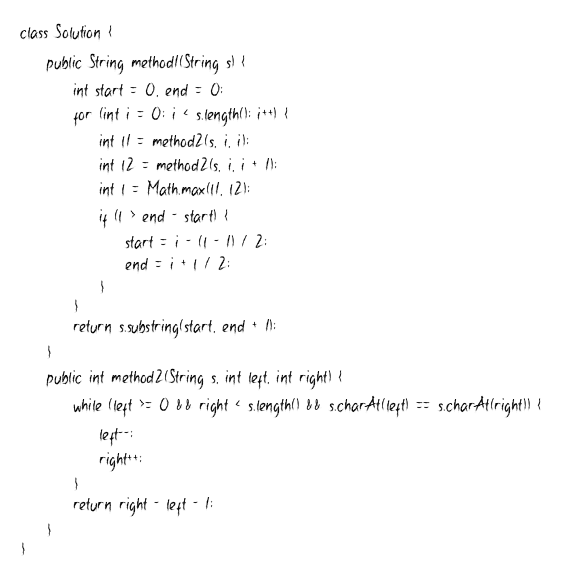 class Solution {
public String method1(String s) {
int start = 0, end = 0;
for (int i = 0; i < s.length(); i++) {
int l1 = method2(s, i, i);
int l2 = method2(s, i, i + 1);
int l = Math.max(l1, l2);
if (l > end - start) {
start = i - (l - 1) / 2;
end = i + l / 2;
}
}
return s.substring(start, end + 1);
}
public int method2(String s, int left, int right) {
while (left >= 0 && right < s.length() && s.charAt(left) == s.charAt(right)) {
left--;
right++;
}
return right - left - 1;
}
}